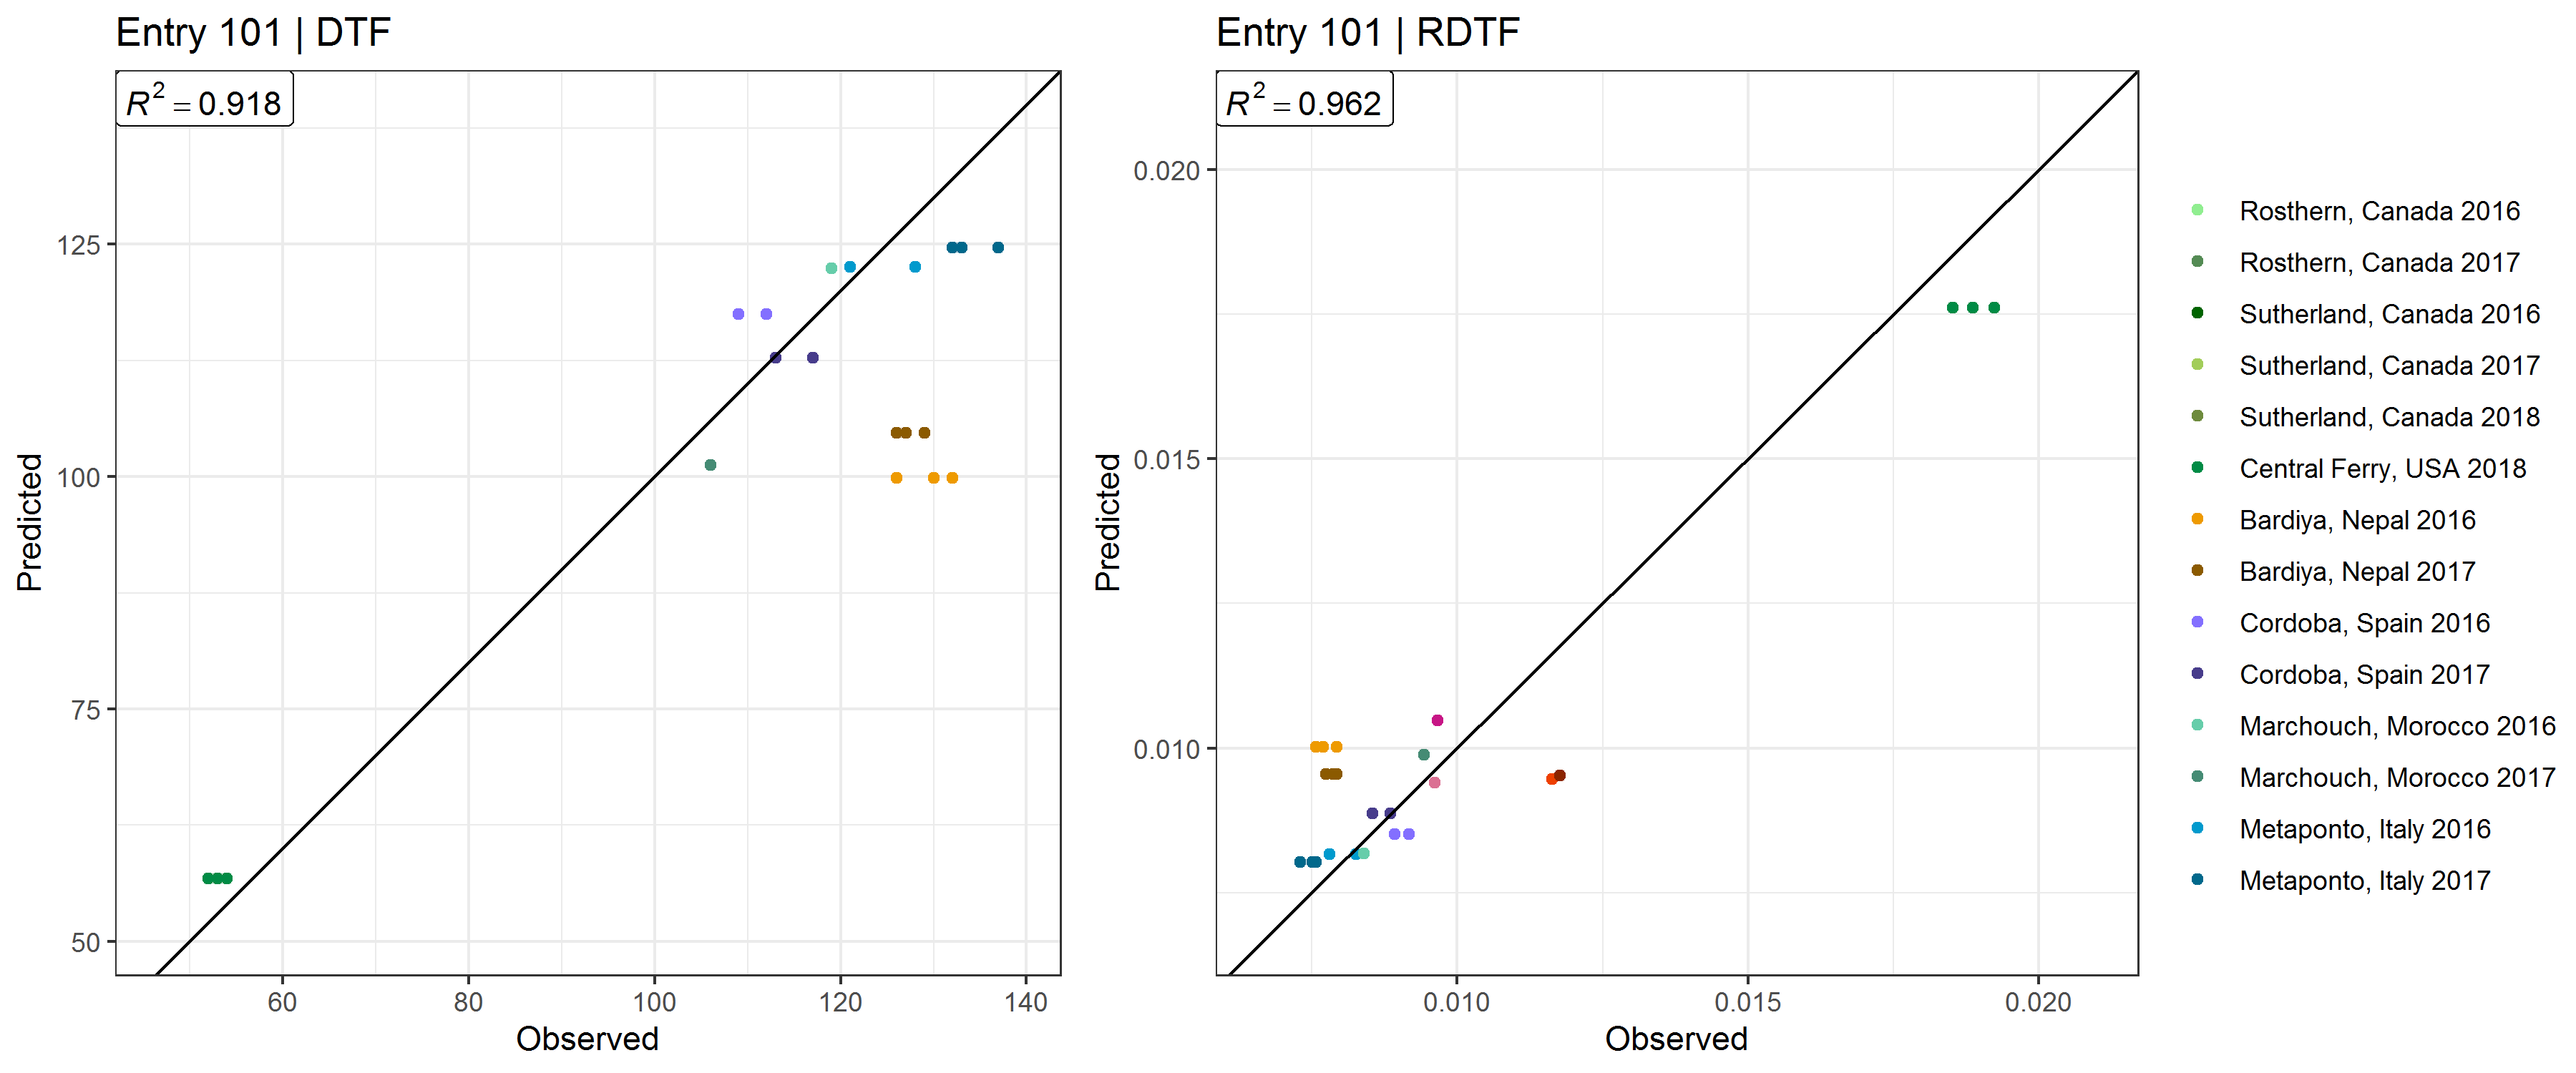 Entry 101 | DTF
R² = 0.918
125
100
75
50
Predicted
60 80 100 120 140
Observed
Entry 101 | RDTF
R² = 0.962
0.020
0.015
0.010
Predicted
0.010 0.015 0.020
Observed
Rosthern, Canada 2016
Rosthern, Canada 2017
Sutherland, Canada 2016
Sutherland, Canada 2017
Sutherland, Canada 2018
Central Ferry, USA 2018
Bardiya, Nepal 2016
Bardiya, Nepal 2017
Cordoba, Spain 2016
Cordoba, Spain 2017
Marchouch, Morocco 2016
Marchouch, Morocco 2017
Metaponto, Italy 2016
Metaponto, Italy 2017